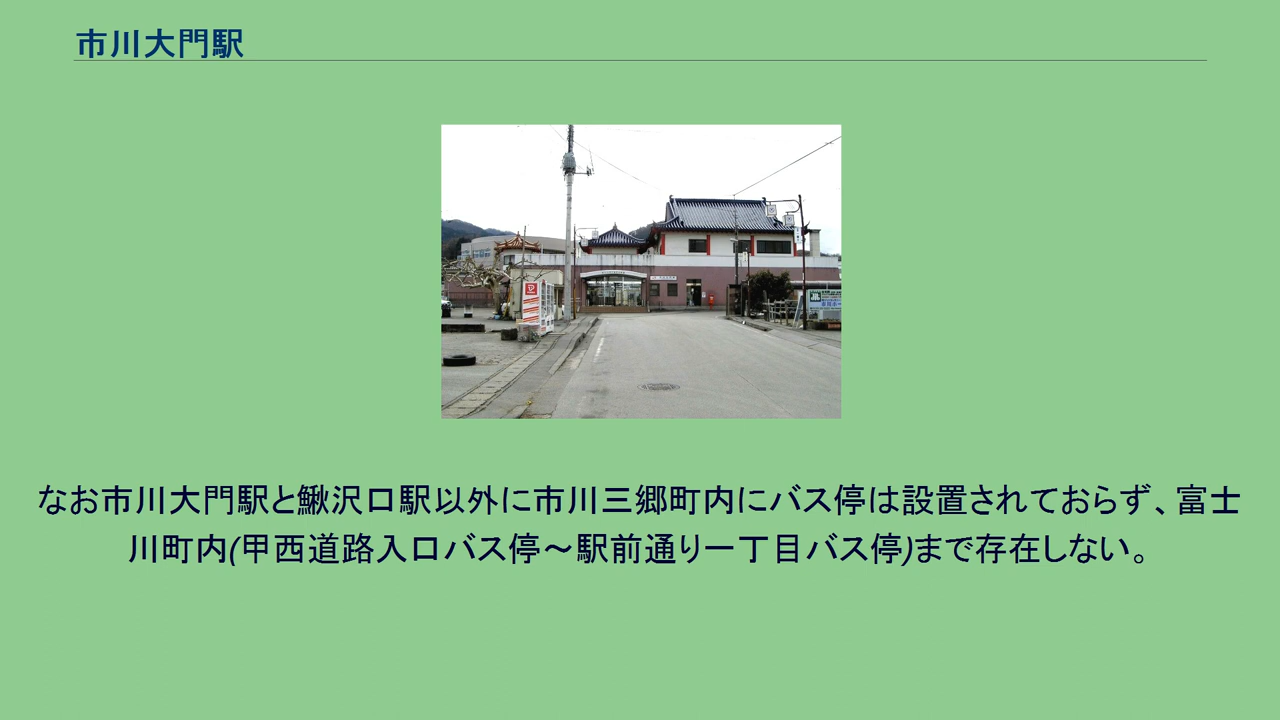 市川大門駅
なお市川大門駅と鰍沢口駅以外に市川三郷町内にバス停は設置されておらず、富士
川町内(甲西道路入口バス停～駅前通り一丁目バス停)まで存在しない。